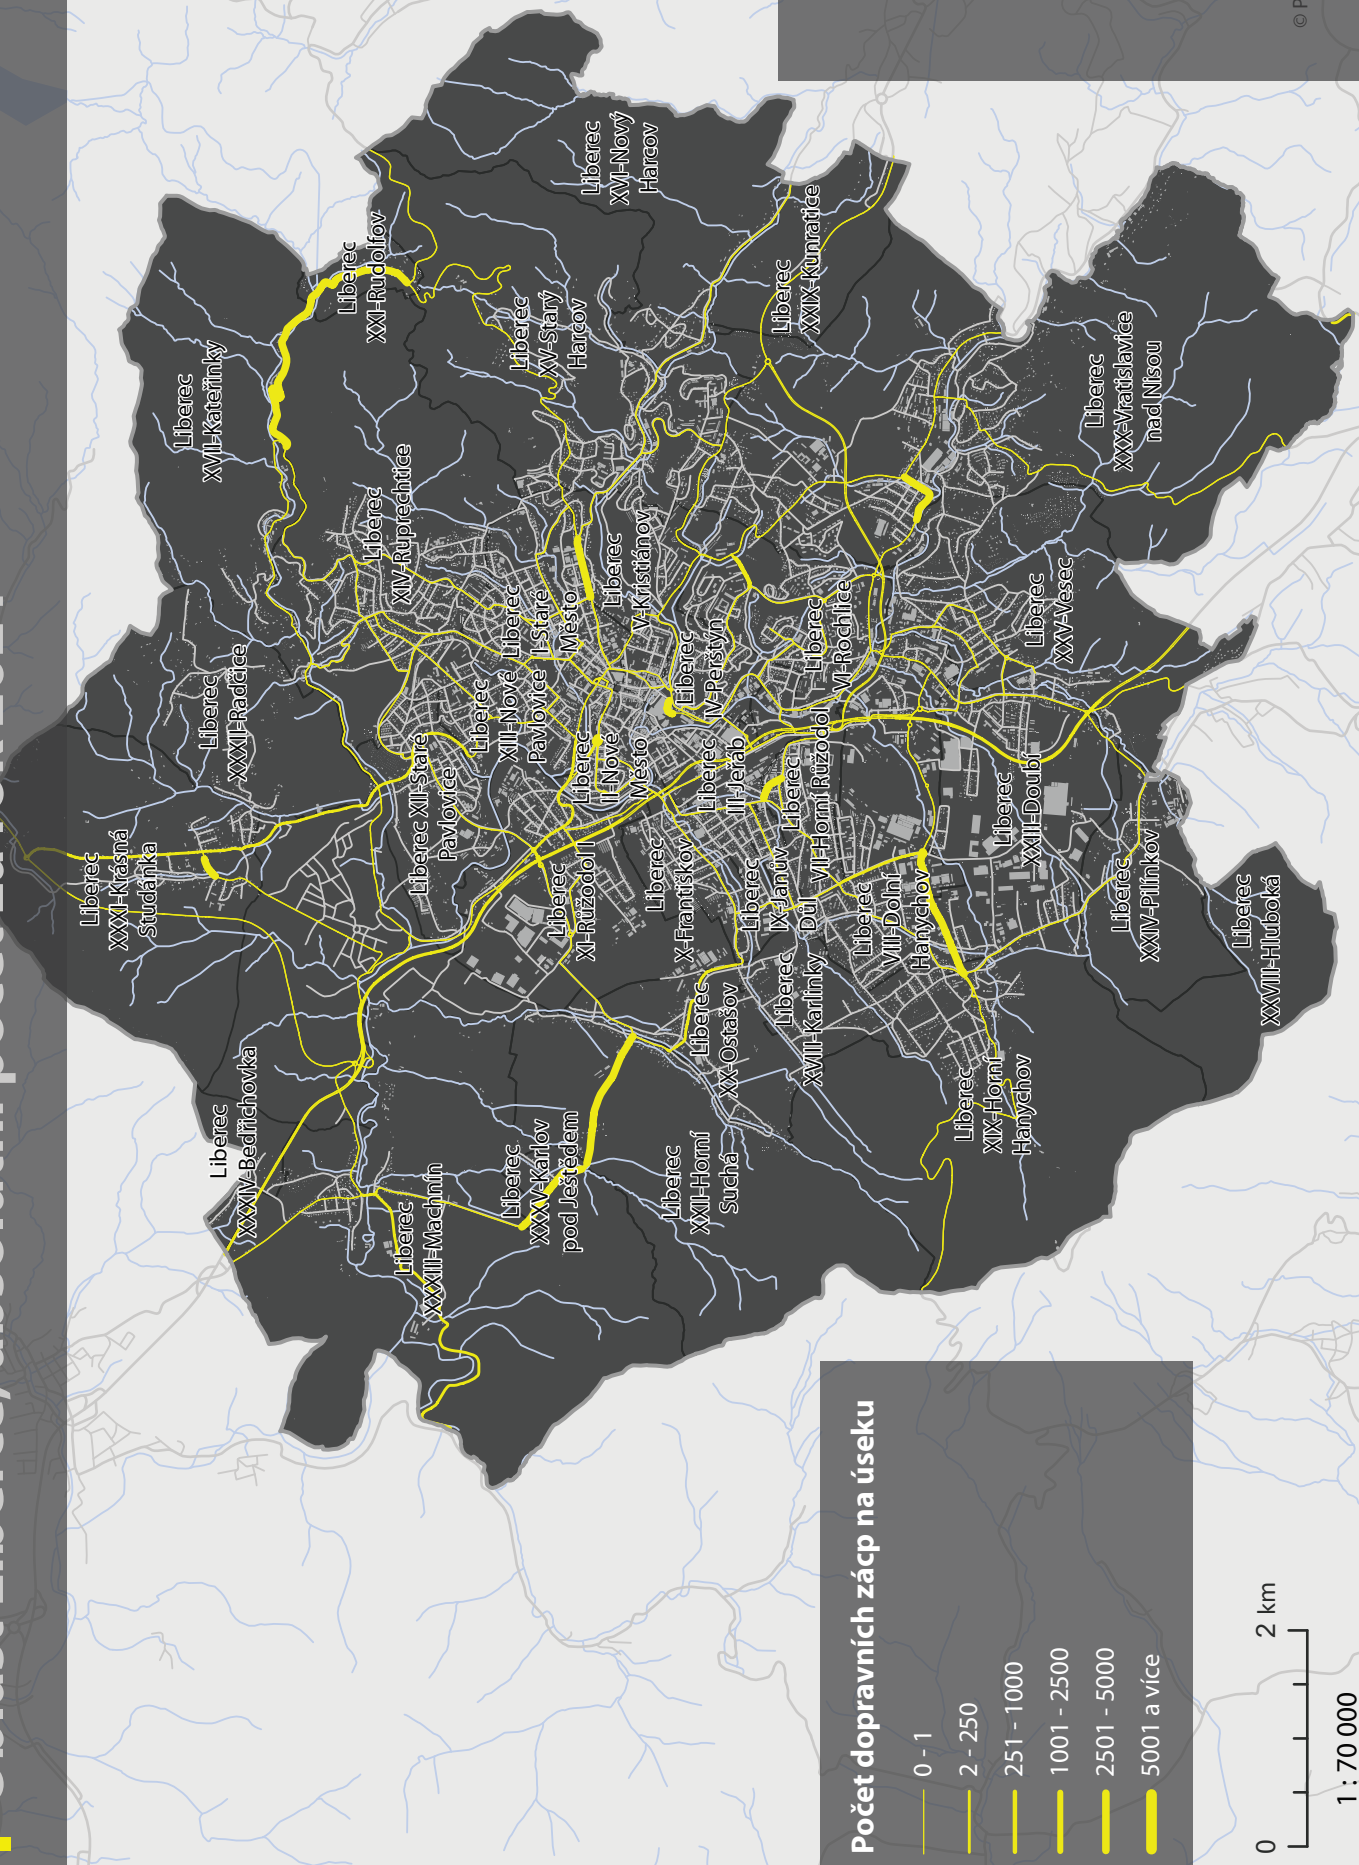 Liberec
XXXI-Krásná
Studánka
Liberec
XXXII-Radčice
Liberec
XVII-Kateřinky
Liberec
XXI-Rudolfov
Liberec
XXXIV-Bedřichovka
Liberec
XXXIII-Machnín
Liberec XII-Staré
Pavlovice
Liberec
XIV-Ruprechtice
Liberec
XIII-Nové
Pavlovice
Liberec
I-Staré
Město
Liberec
XV-Starý
Harcov
Liberec
XVI-Nový
Harcov
Liberec
XXXV-Karlov
pod Ještědem
Liberec
XI-Růžodol I
Liberec
II-Nové
Město
Liberec
V-Kristiánov
Liberec
X-Františkov
Liberec
IV-Perštýn
Liberec
III-Jeřáb
Liberec
XXII-Horní
Suchá
Liberec
XX-Ostašov
Liberec
IX-Janův
Důl
Liberec
VII-Horní Růžodol
Liberec
VI-Rochlice
Liberec
XXIX-Kunratice
Liberec
XVIII-Karlinky
Liberec
VIII-Dolní
Hanychov
Liberec
XIX-Horní
Hanychov
Liberec
XXIII-Doubí
Liberec
XXV-Vesec
Liberec
XXX-Vratislavice
nad Nisou
Liberec
XXIV-Pilínkov
Liberec
XXVIII-Hluboká
Počet dopravních zácp na úseku
0 - 1
2 - 250
251 - 1000
1001 - 2500
2501 - 5000
5001 a více
0
2 km
1 : 70 000